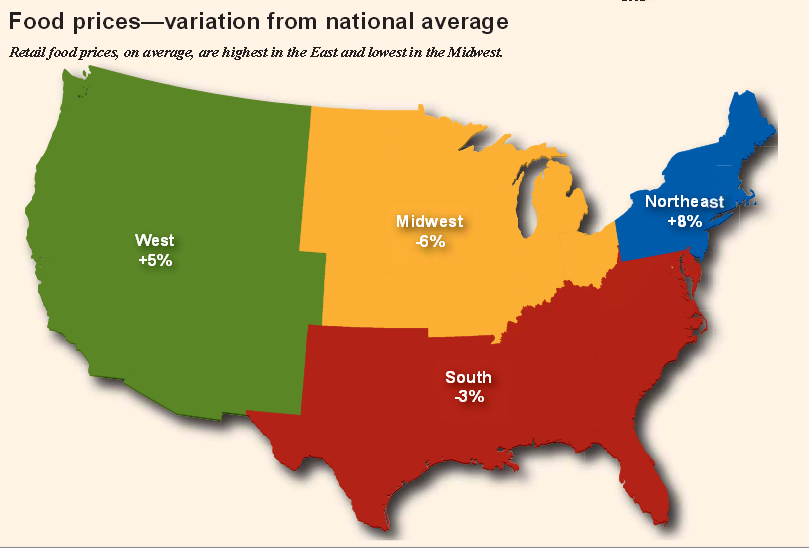 Food prices—variation from national average
Retail food prices, on average, are highest in the East and lowest in the Midwest.
Northeast
+8%
Midwest
-6%
West
+5%
South
-3%